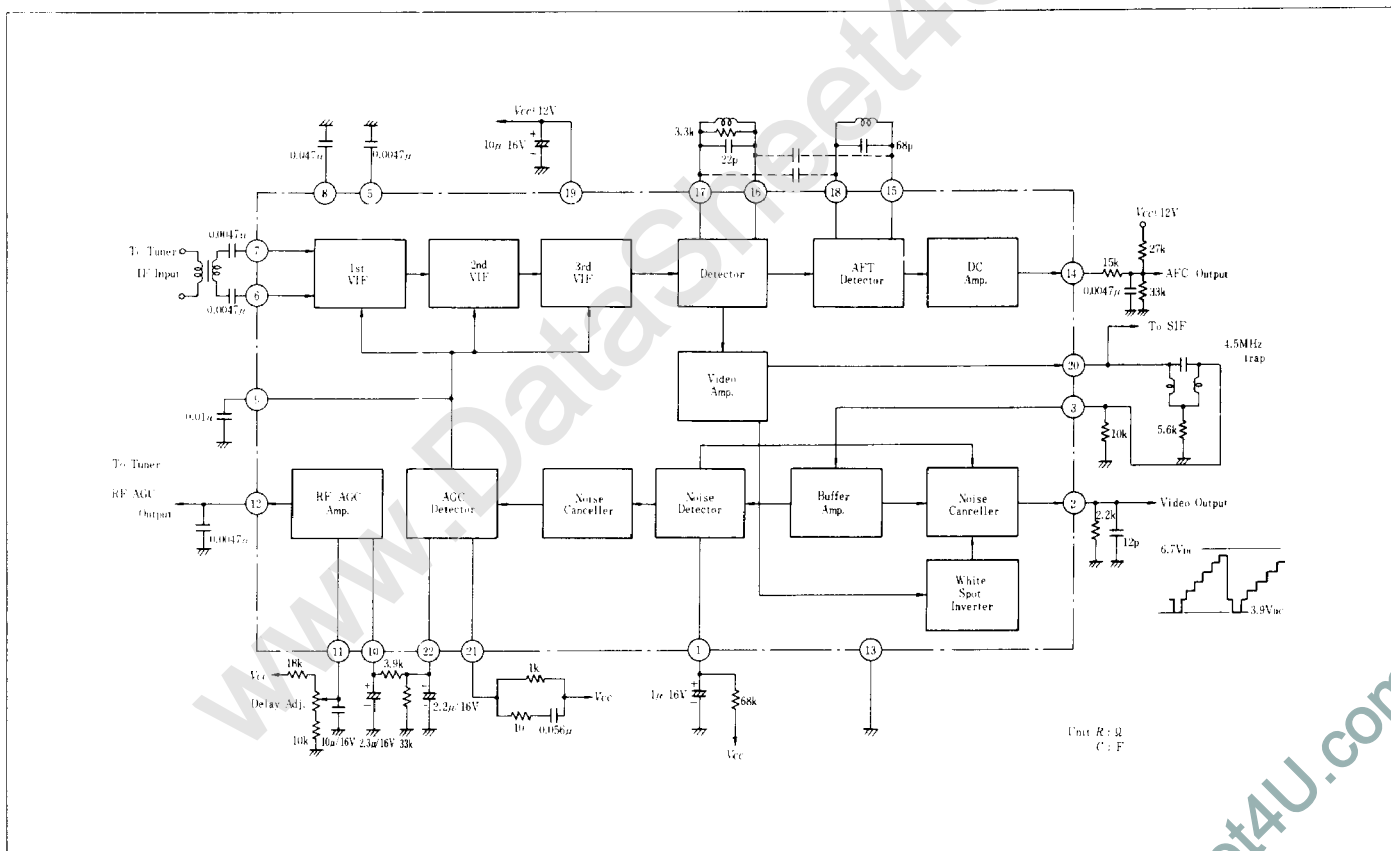 Vcc=12V
10μ 16V
0.047μ
0.0047μ
3.3k
22p
68p
8
5
19
17
16
18
15
To Tuner
IF Input
0.0047μ
0.0047μ
7
6
1st
VIF
2nd
VIF
3rd
VIF
Detector
AFT
Detector
DC
Amp.
14
Vcc=12V
27k
15k
AFC Output
0.0047μ
33k
To SIF
4.5MHz
trap
20
3
10k
5.6k
Video
Amp.
0.01μ
To Tuner
RF AGC
Output
12
0.0047μ
RF AGC
Amp.
AGC
Detector
Noise
Canceller
Noise
Detector
Buffer
Amp.
Noise
Canceller
2
Video Output
2.2k
12p
White
Spot
Inverter
3.9VDC
11
10
22
21
1
13
Vcc
18k
Delay Adj.
10k
10μ/16V
3.9k
33k
2.2μ/16V
1k
10
0.056μ
Vcc
1μ 16V
68k
Vcc
Unit R : Ω
C : F
www.DataSheet4U
et4U.com